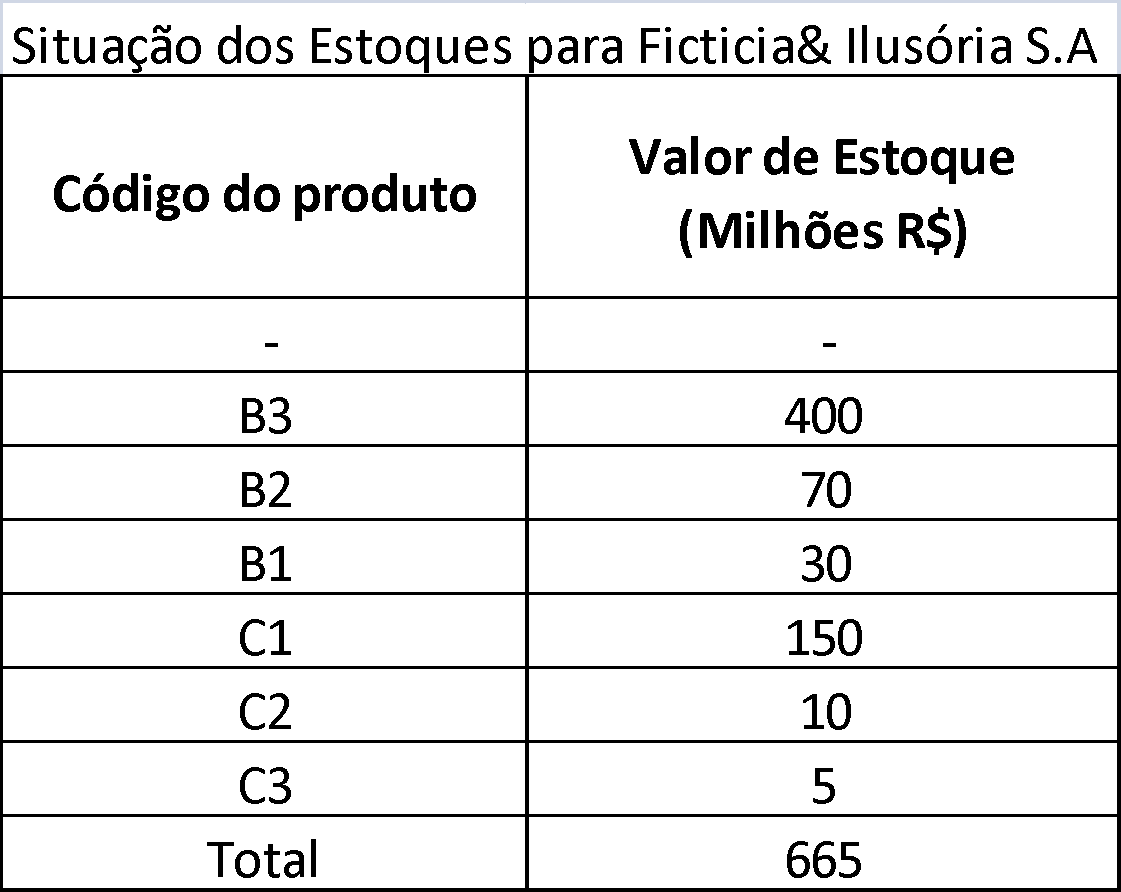 Situação dos Estoques para Ficticia& Ilusória S.A
Código do produto Valor de Estoque
(Milhões R$)
- -
B3 400
B2 70
B1 30
C1 150
C2 10
C3 5
Total 665